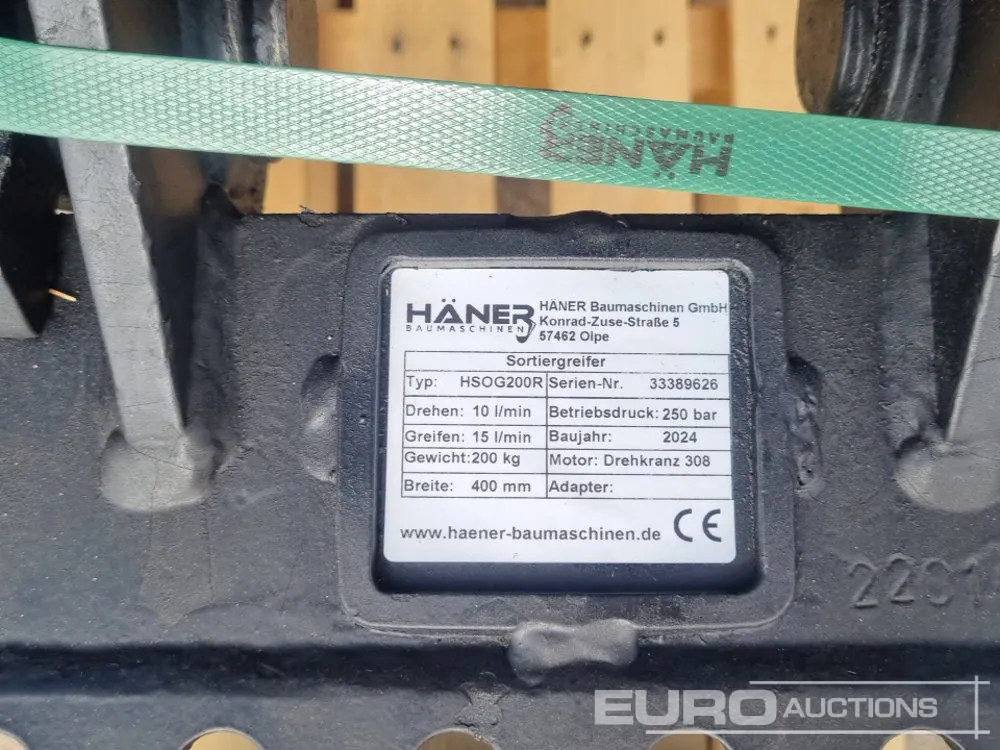 HÄNER
BAUMASCHINEN
HÄNER
BAUMASCHINEN
HÄNER Baumaschinen GmbH
Konrad-Zuse-Straße 5
57462 Olpe
Sortiergreifer
Typ: HSOG200R Serien-Nr. 33389626
Drehen: 10 l/min Betriebsdruck: 250 bar
Greifen: 15 l/min Baujahr: 2024
Gewicht: 200 kg Motor: Drehkranz 308
Breite: 400 mm Adapter:
www.haener-baumaschinen.de CE
2201
EURO AUCTIONS